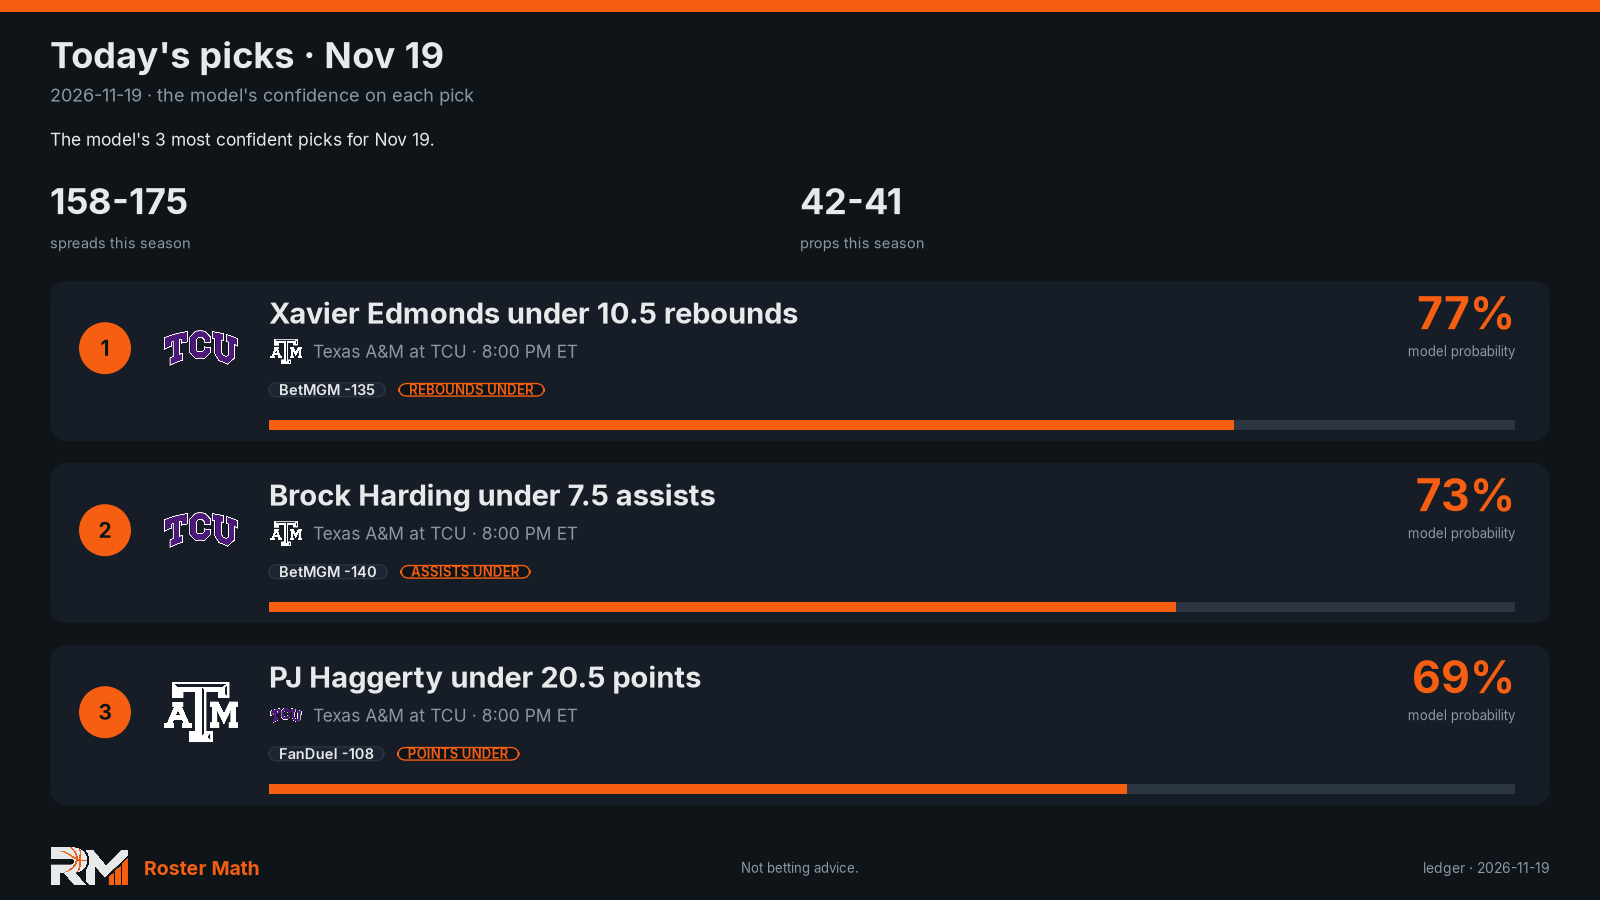 Today's picks · Nov 19
2026-11-19 · the model's confidence on each pick
The model's 3 most confident picks for Nov 19.
158-175
spreads this season
42-41
props this season
1
TCU
Xavier Edmonds under 10.5 rebounds
77%
ATM Texas A&M at TCU · 8:00 PM ET
model probability
BetMGM -135
REBOUNDS UNDER
2
TCU
Brock Harding under 7.5 assists
73%
ATM Texas A&M at TCU · 8:00 PM ET
model probability
BetMGM -140
ASSISTS UNDER
3
ATM
PJ Haggerty under 20.5 points
69%
TCU Texas A&M at TCU · 8:00 PM ET
model probability
FanDuel -108
POINTS UNDER
RM Roster Math
Not betting advice.
ledger · 2026-11-19